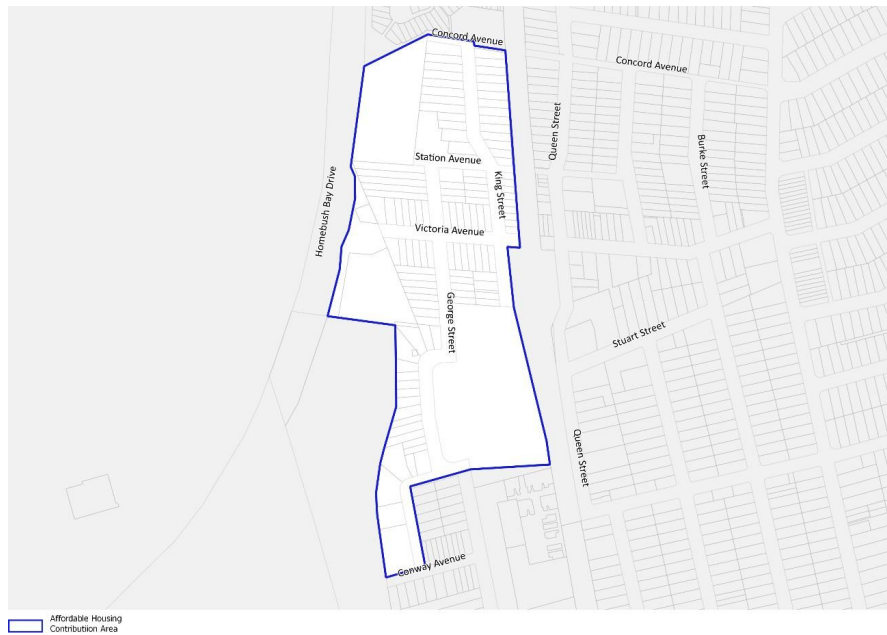 Concord Avenue
Concord Avenue
Queen Street
Burke Street
Station Avenue
King Street
Homebush Bay Drive
Victoria Avenue
George Street
Stuart Street
Queen Street
Conway Avenue
Affordable Housing
Contributiion Area